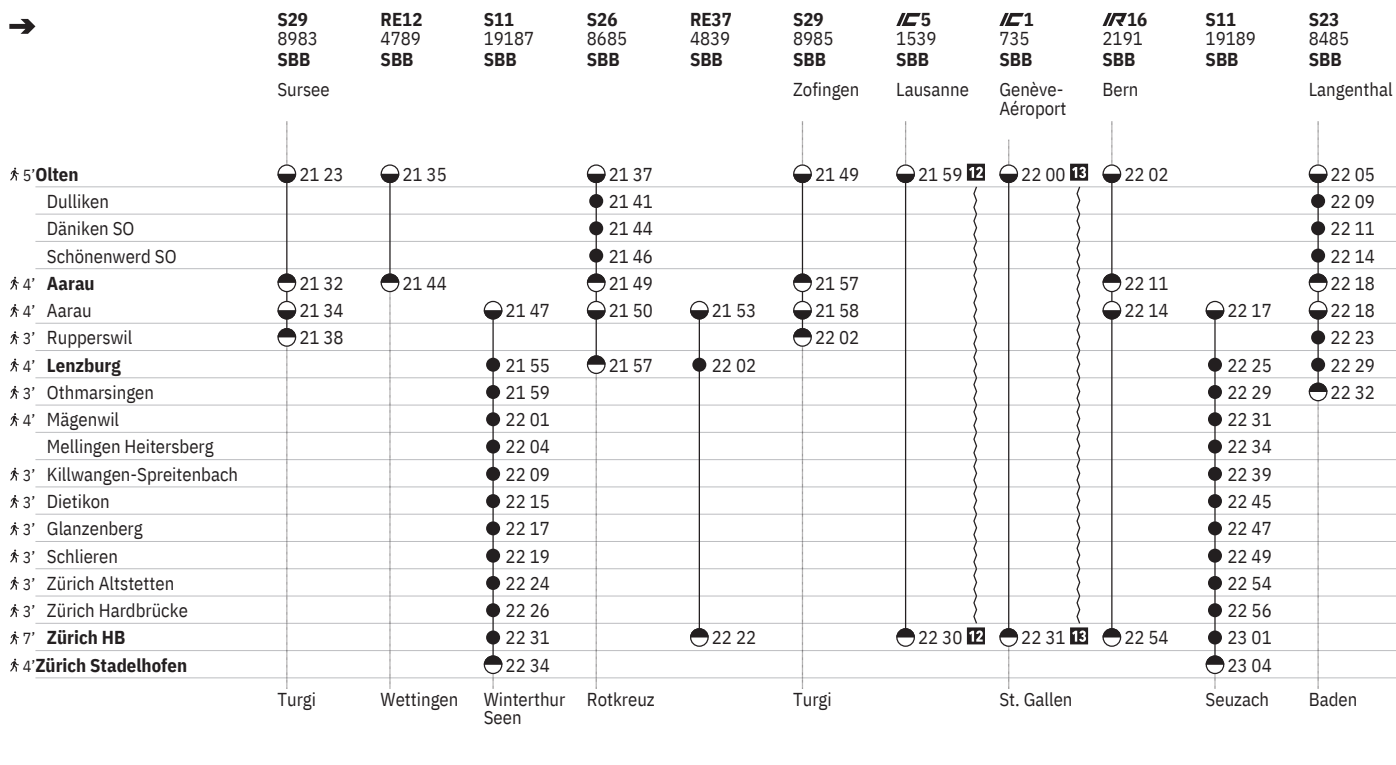 ➔ S29 RE12 S11 S26 RE37 S29 IC5 IC1 IR16 S11 S23
8983 4789 19187 8685 4839 8985 1539 735 2191 19189 8485
SBB SBB SBB SBB SBB SBB SBB SBB SBB SBB SBB
Sursee Zofingen Lausanne Genève- Bern Langenthal
Aéroport
5’ Olten 21 23 21 35 21 37 21 49 21 59 12 22 00 13 22 02 22 05
Dulliken 21 41 22 09
Däniken SO 21 44 22 11
Schönenwerd SO 21 46 22 14
4’ Aarau 21 32 21 44 21 49 21 57 22 11 22 18
4’ Aarau 21 34 21 47 21 50 21 53 21 58 22 14 22 17 22 18
3’ Rupperswil 21 38 22 02 22 23
4’ Lenzburg 21 55 21 57 22 02 22 25 22 29
3’ Othmarsingen 21 59 22 29 22 32
4’ Mägenwil 22 01 22 31
Mellingen Heitersberg 22 04 22 34
3’ Killwangen-Spreitenbach 22 09 22 39
3’ Dietikon 22 15 22 45
3’ Glanzenberg 22 17 22 47
3’ Schlieren 22 19 22 49
3’ Zürich Altstetten 22 24 22 54
3’ Zürich Hardbrücke 22 26 22 56
7’ Zürich HB 22 31 22 22 22 30 12 22 31 13 22 54 23 01
4’ Zürich Stadelhofen 22 34 23 04
Turgi Wettingen Winterthur Rotkreuz Turgi St. Gallen Seuzach Baden
Seen